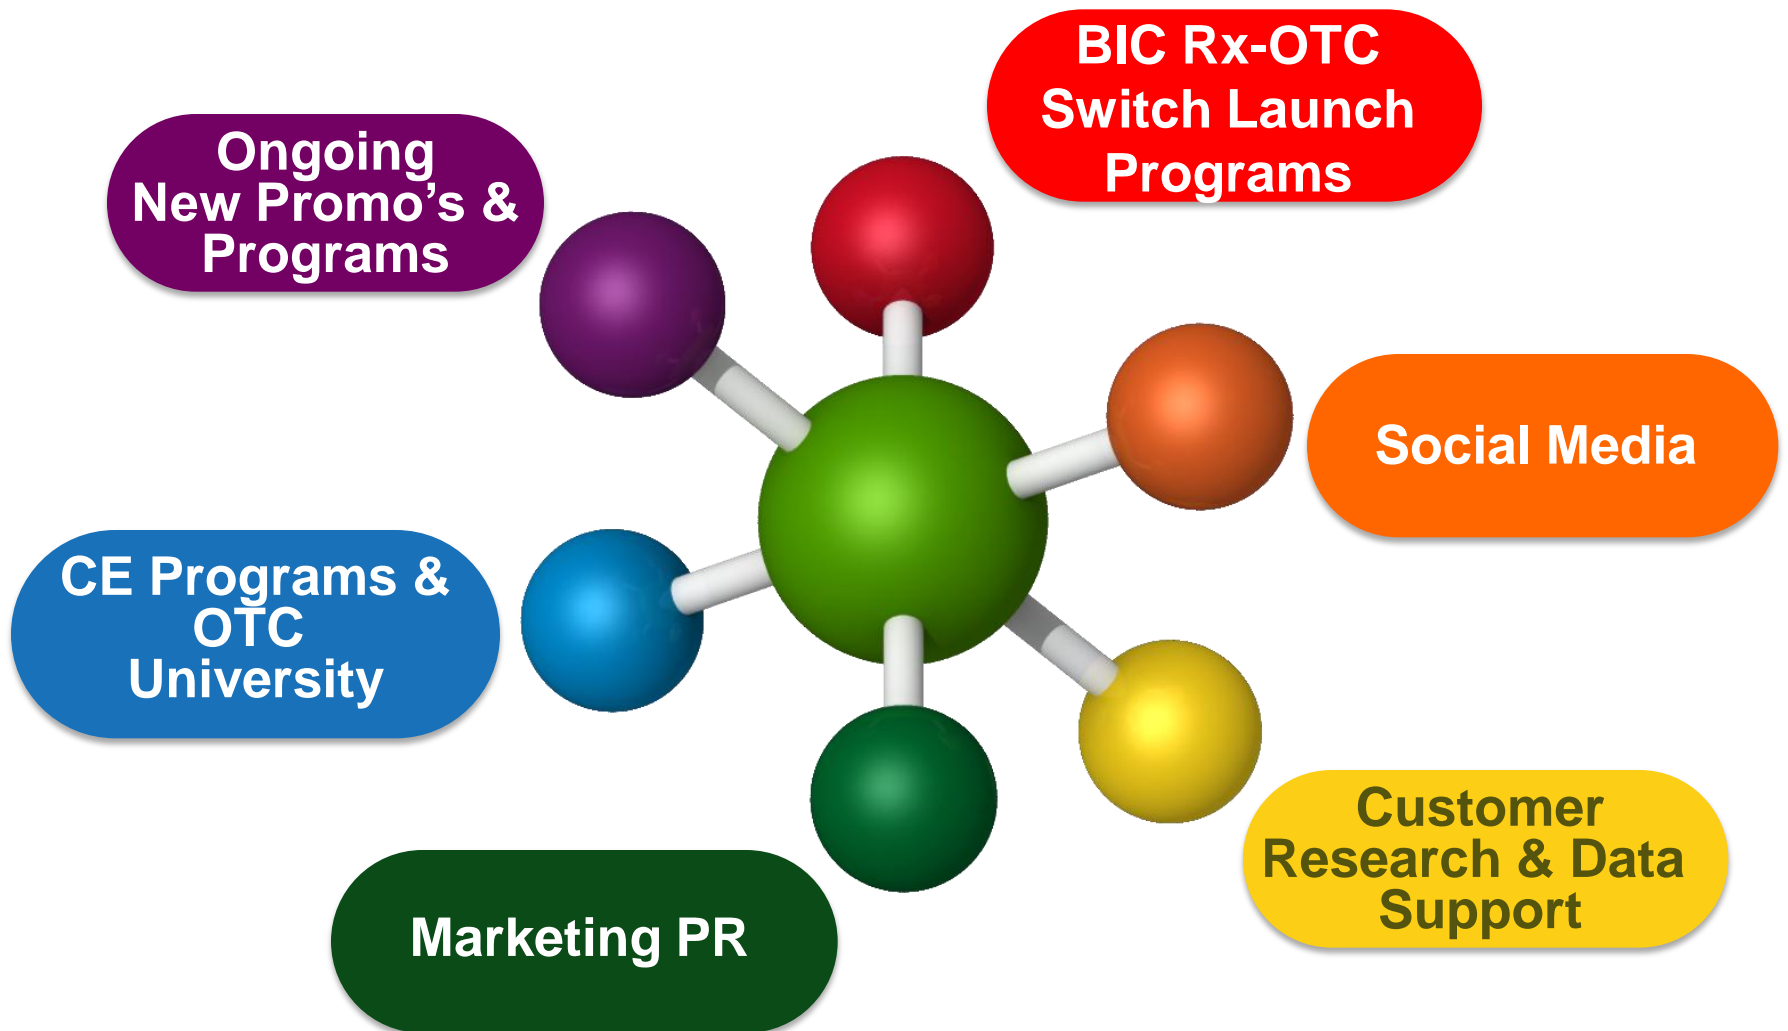 BIC Rx-OTC
Switch Launch
Programs
Ongoing
New Promo’s &
Programs
Social Media
CE Programs &
OTC
University
Customer
Research & Data
Support
Marketing PR